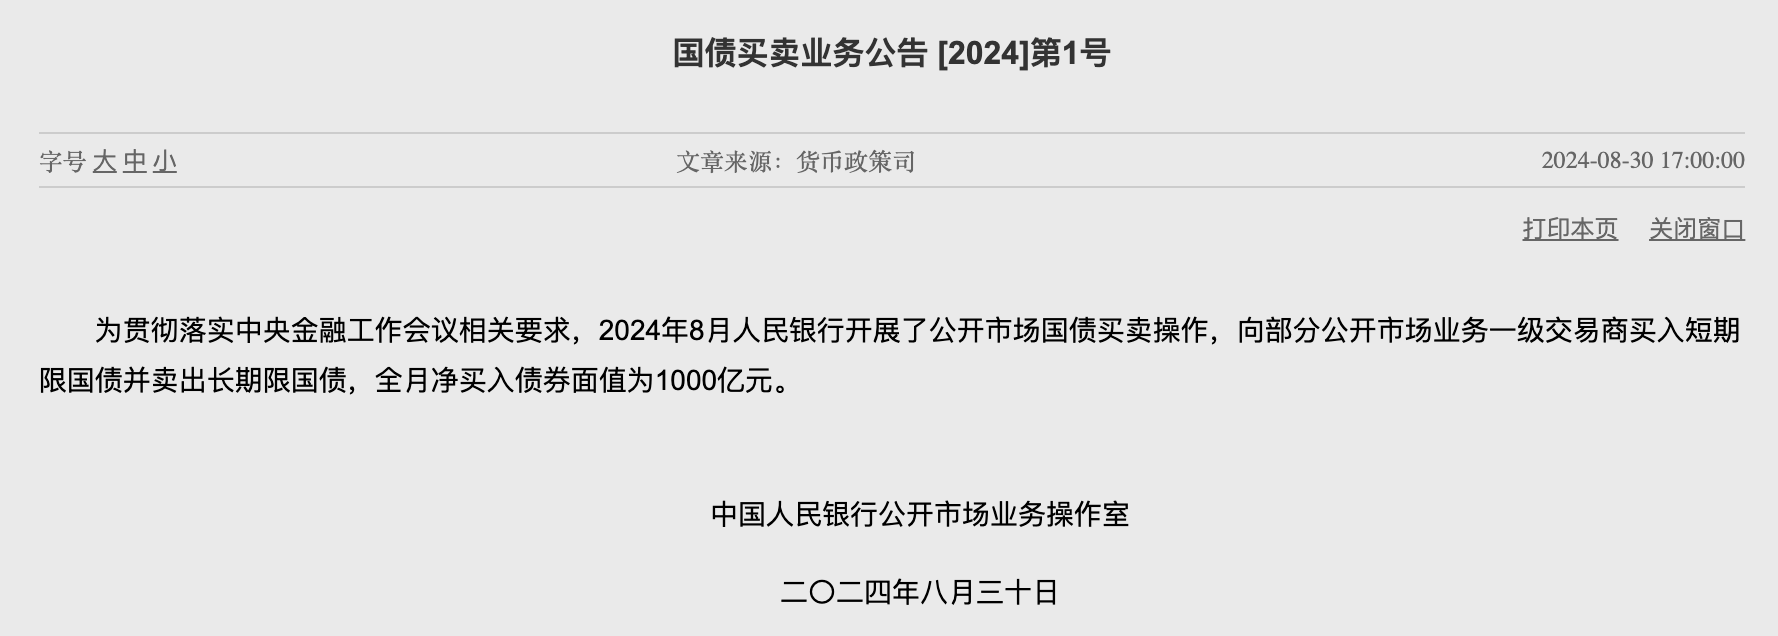 国债买卖业务公告 [2024]第1号
字号 大 中 小 文章来源：货币政策司 2024-08-30 17:00:00
打印本页 关闭窗口
为贯彻落实中央金融工作会议相关要求，2024年8月人民银行开展了公开市场国债买卖操作，向部分公开市场业务一级交易商买入短期
限国债并卖出长期限国债，全月净买入债券面值为1000亿元。
中国人民银行公开市场业务操作室
二〇二四年八月三十日